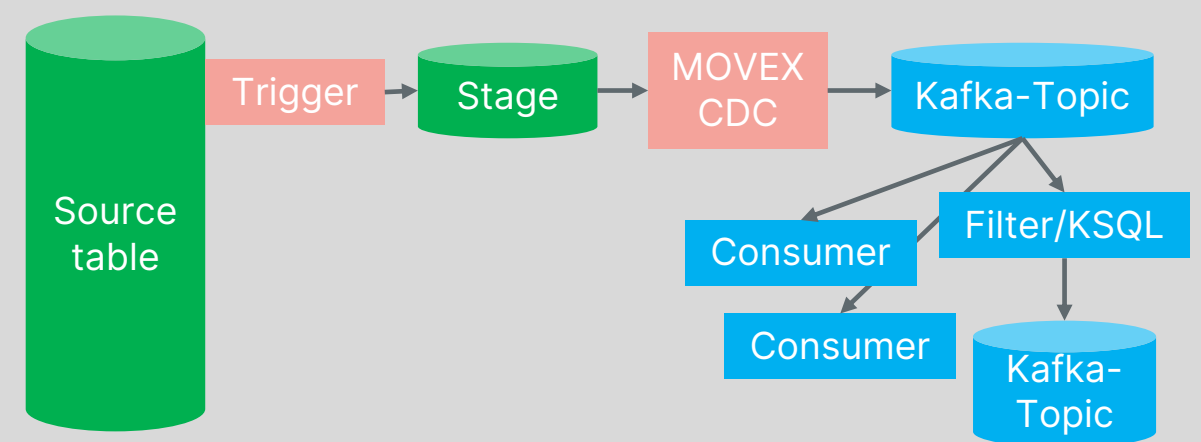 Source
table
Trigger
Stage
MOVEX
CDC
Kafka-Topic
Consumer
Consumer
Filter/KSQL
Kafka-
Topic